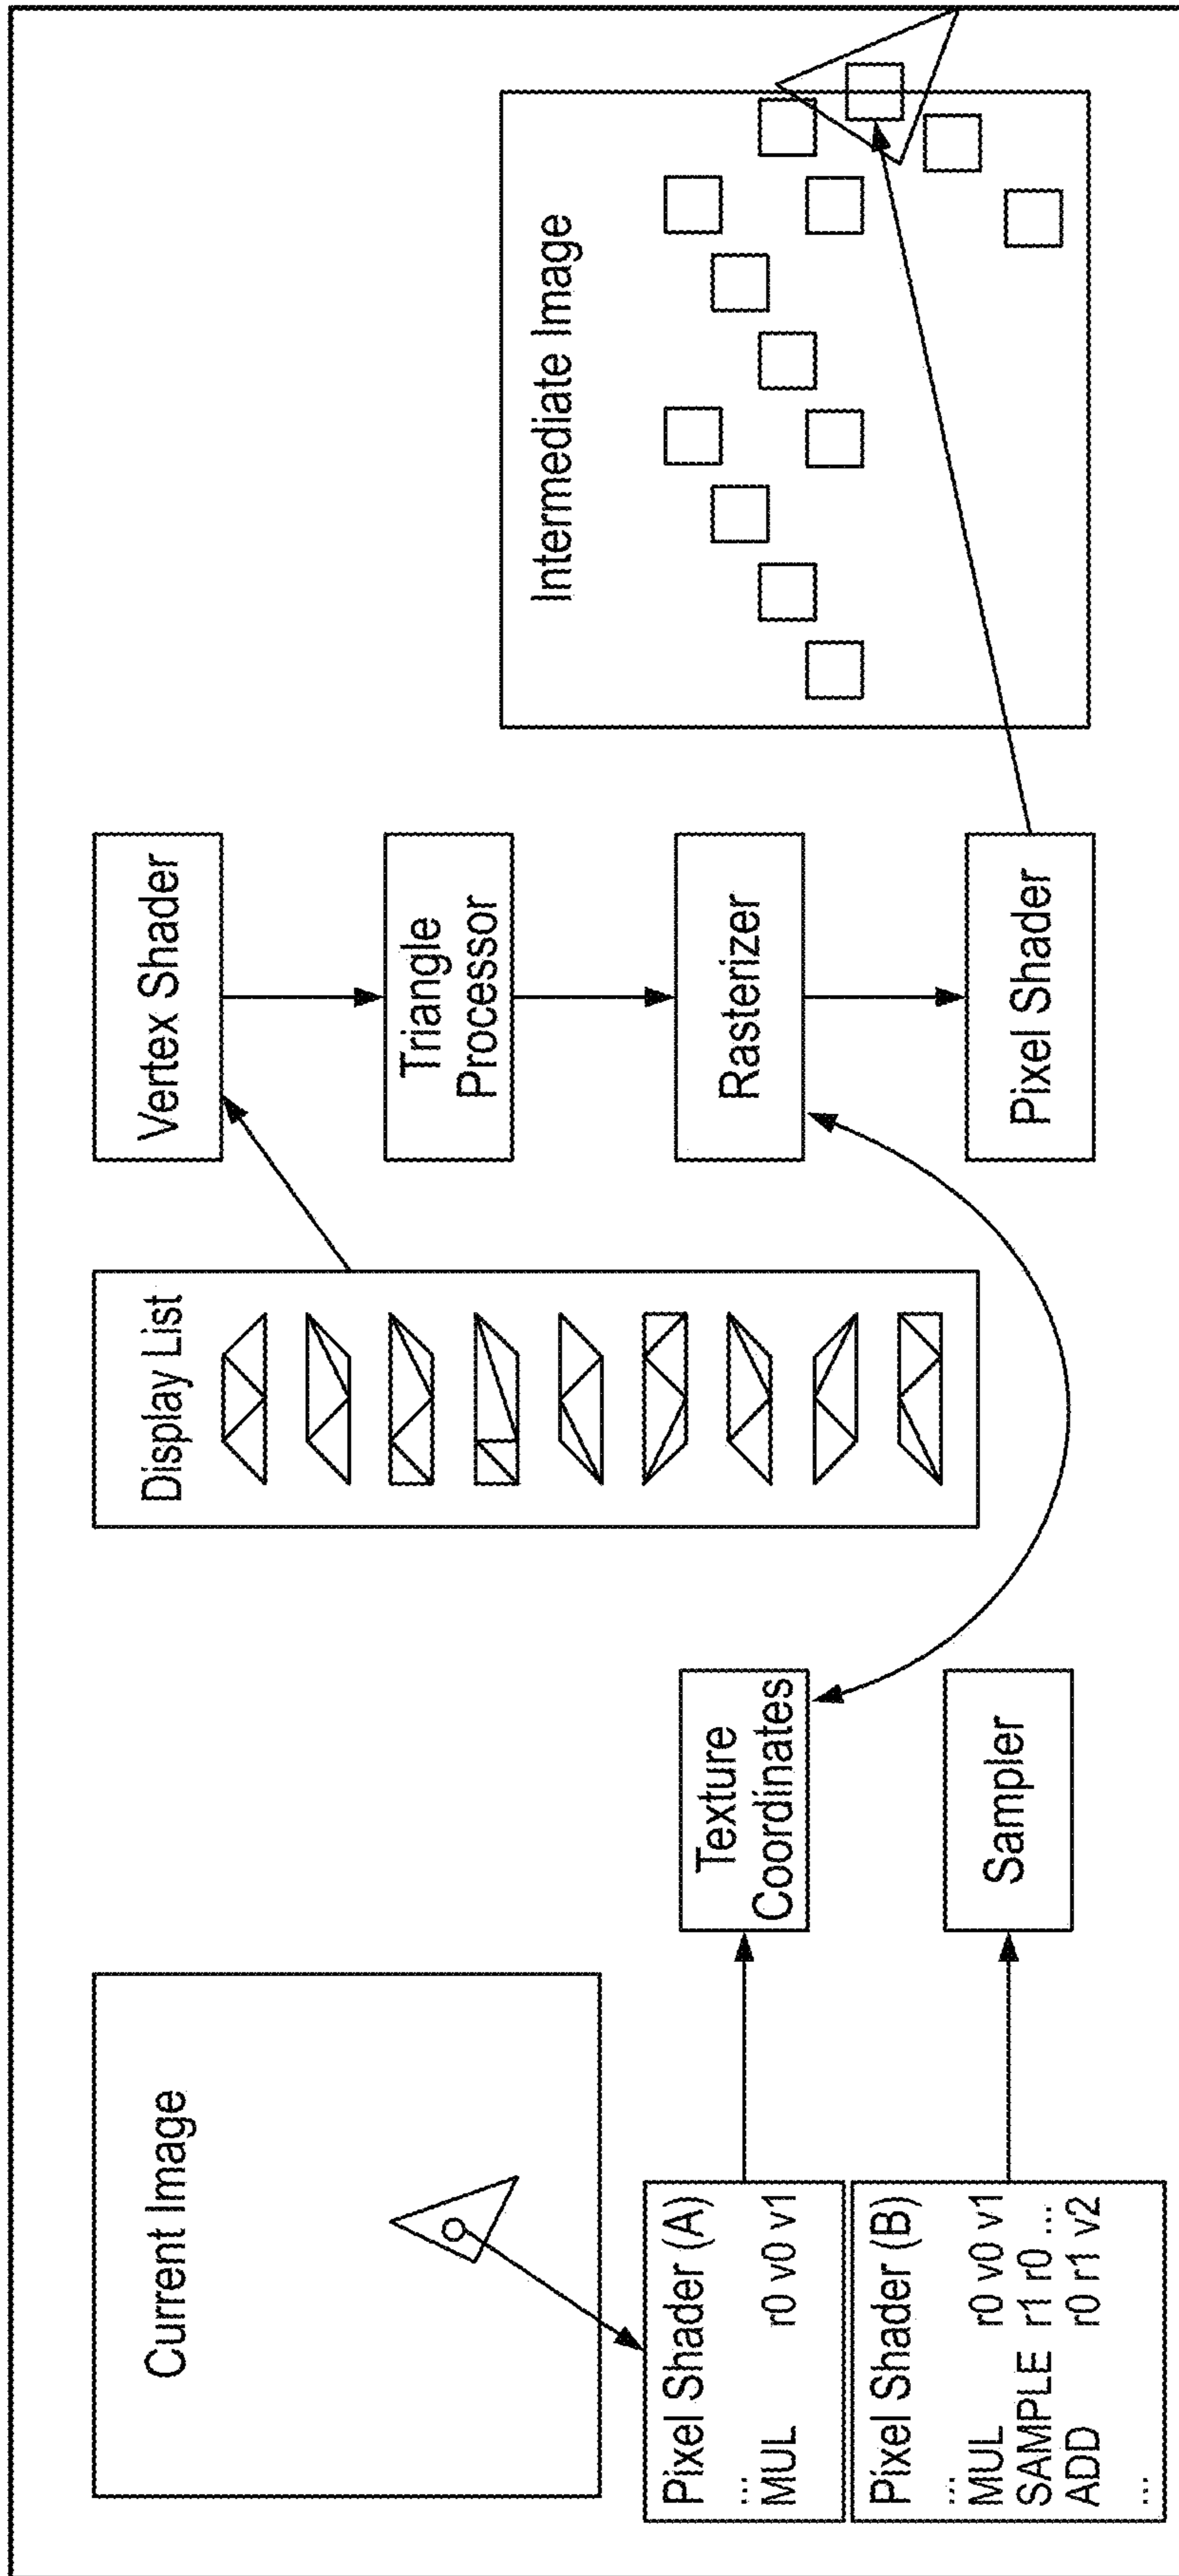 Current Image
Pixel Shader (A)
...
MUL r0 v0 v1
Pixel Shader (B)
...
MUL r0 v0 v1
SAMPLE r1 r0 ...
ADD r0 r1 v2
...
Texture
Coordinates
Sampler
Display List
Vertex Shader
Triangle
Processor
Rasterizer
Pixel Shader
Intermediate Image